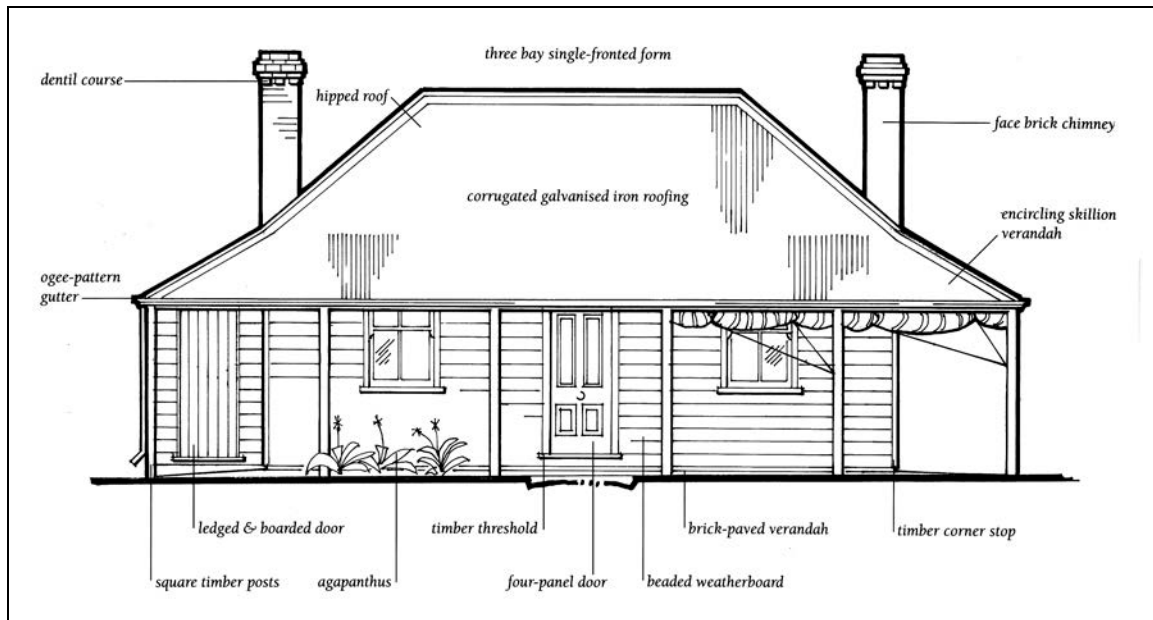 three bay single-fronted form
dentil course
hipped roof
face brick chimney
corrugated galvanised iron roofing
encircling skillion
verandah
ogee-pattern
gutter
ledged & boarded door
timber threshold
brick-paved verandah
timber corner stop
square timber posts
agapanthus
four-panel door
beaded weatherboard